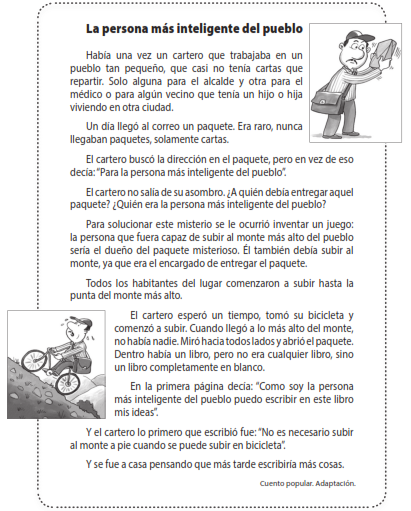 La persona más inteligente del pueblo
Había una vez un cartero que trabajaba en un
pueblo tan pequeño, que casi no tenía cartas que
repartir. Solo alguna para el alcalde y otra para el
médico o para algún vecino que tenía un hijo o hija
viviendo en otra ciudad.
Un día llegó al correo un paquete. Era raro, nunca
llegaban paquetes, solamente cartas.
El cartero buscó la dirección en el paquete, pero en vez de eso
decía: “Para la persona más inteligente del pueblo”.
El cartero no salía de su asombro. ¿A quién debía entregar aquel
paquete? ¿Quién era la persona más inteligente del pueblo?
Para solucionar este misterio se le ocurrió inventar un juego:
la persona que fuera capaz de subir al monte más alto del pueblo
sería el dueño del paquete misterioso. Él también debía subir al
monte, ya que era el encargado de entregar el paquete.
Todos los habitantes del lugar comenzaron a subir hasta la
punta del monte más alto.
El cartero esperó un tiempo, tomó su bicicleta y
comenzó a subir. Cuando llegó a lo más alto del monte,
no había nadie. Miró hacia todos lados y abrió el paquete.
Dentro había un libro, pero no era cualquier libro, sino
un libro completamente en blanco.
En la primera página decía: “Como soy la persona
más inteligente del pueblo puedo escribir en este libro
mis ideas”.
Y el cartero lo primero que escribió fue: “No es necesario subir
al monte a pie cuando se puede subir en bicicleta”.
Y se fue a casa pensando que más tarde escribiría más cosas.
Cuento popular. Adaptación.